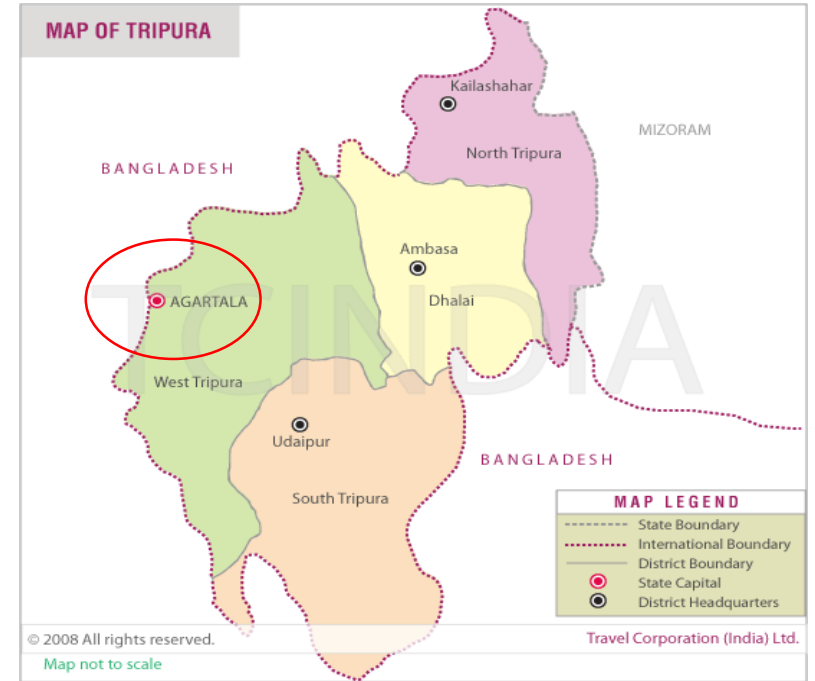 MAP OF TRIPURA
Kailashahar
MIZORAM
North Tripura
BANGLADESH
Ambasa
Dhalai
AGARTALA
TCINDIA
West Tripura
Udaipur
BANGLADESH
South Tripura
MAP LEGEND
State Boundary
International Boundary
District Boundary
State Capital
District Headquarters
© 2008 All rights reserved.
Travel Corporation (India) Ltd.
Map not to scale